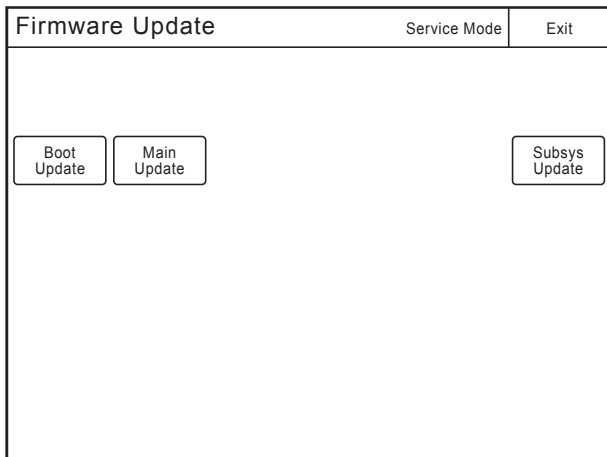 Firmware Update Service Mode Exit
Boot Main Subsys
Update Update Update